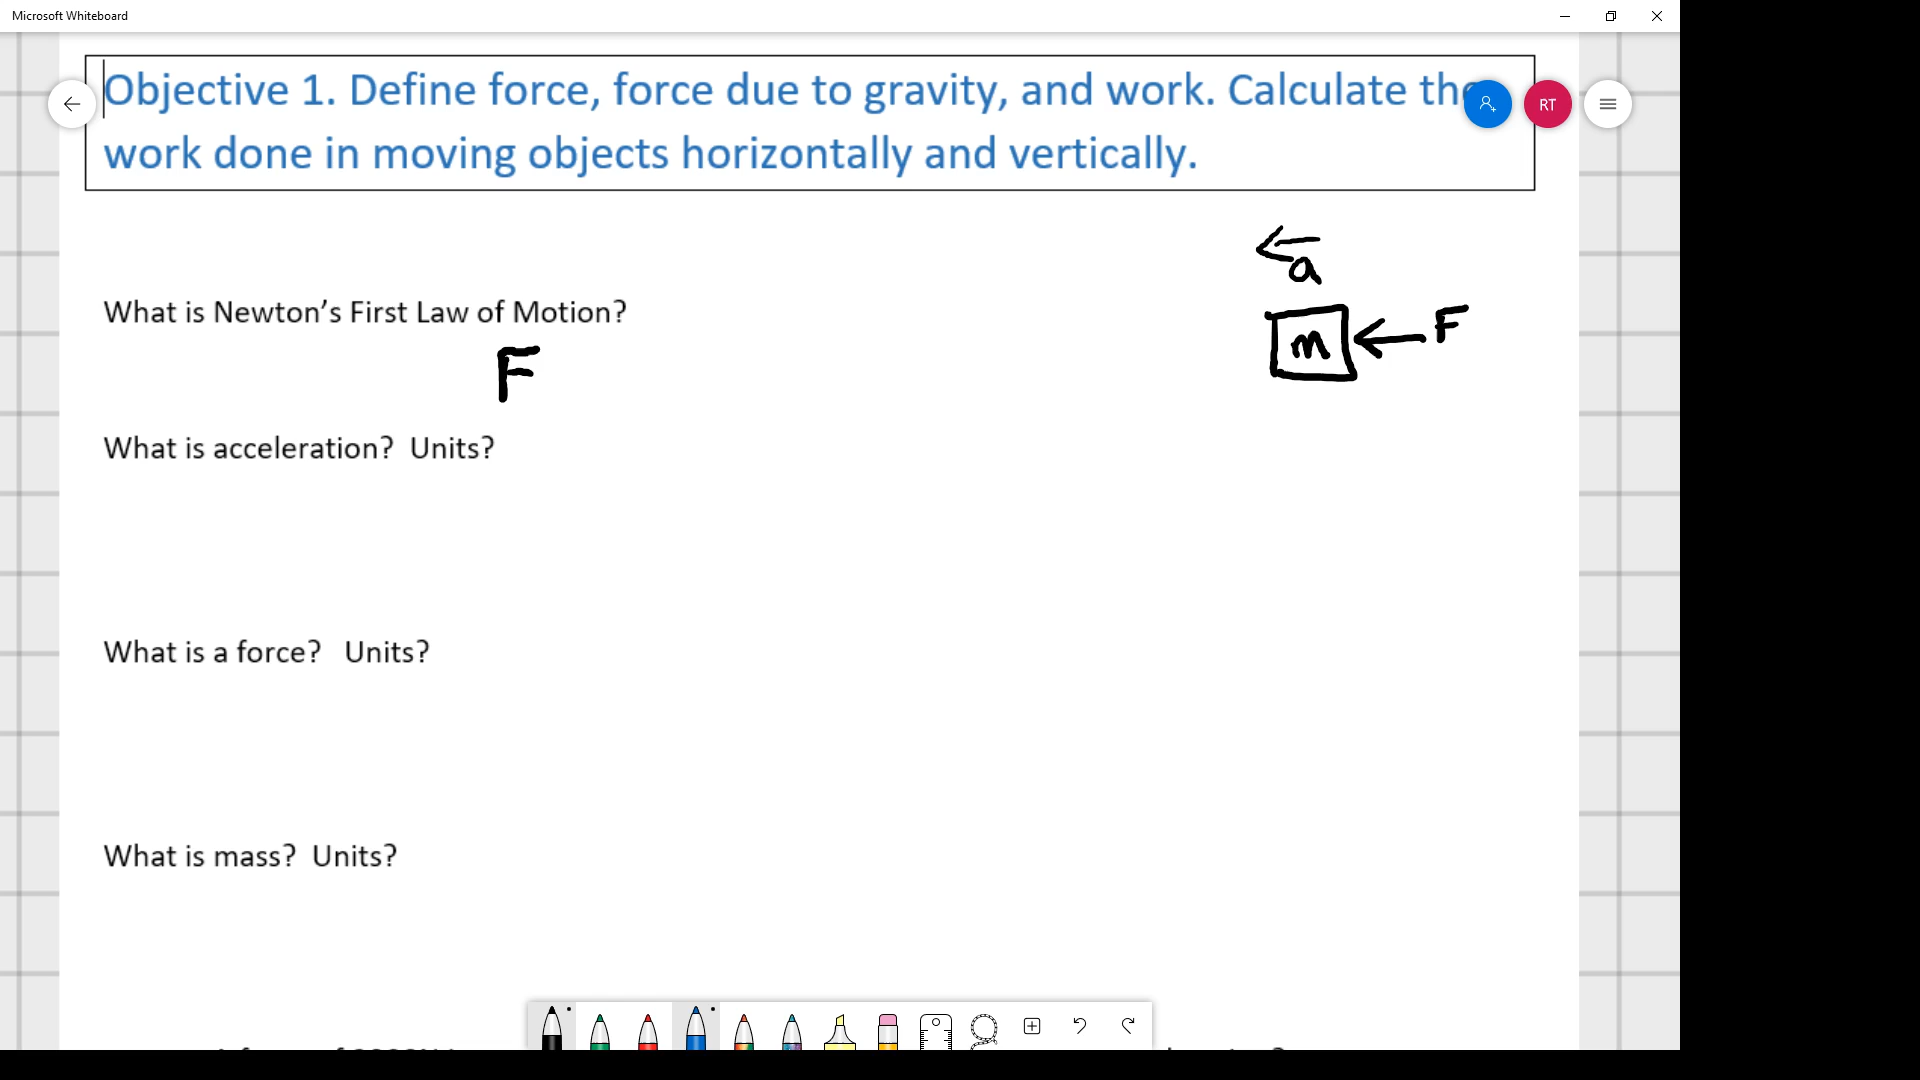 Microsoft Whiteboard
Objective 1. Define force, force due to gravity, and work. Calculate the
RT
work done in moving objects horizontally and vertically.
a
What is Newton's First Law of Motion?
m
F
F
What is acceleration?  Units?
What is a force?   Units?
What is mass?  Units?